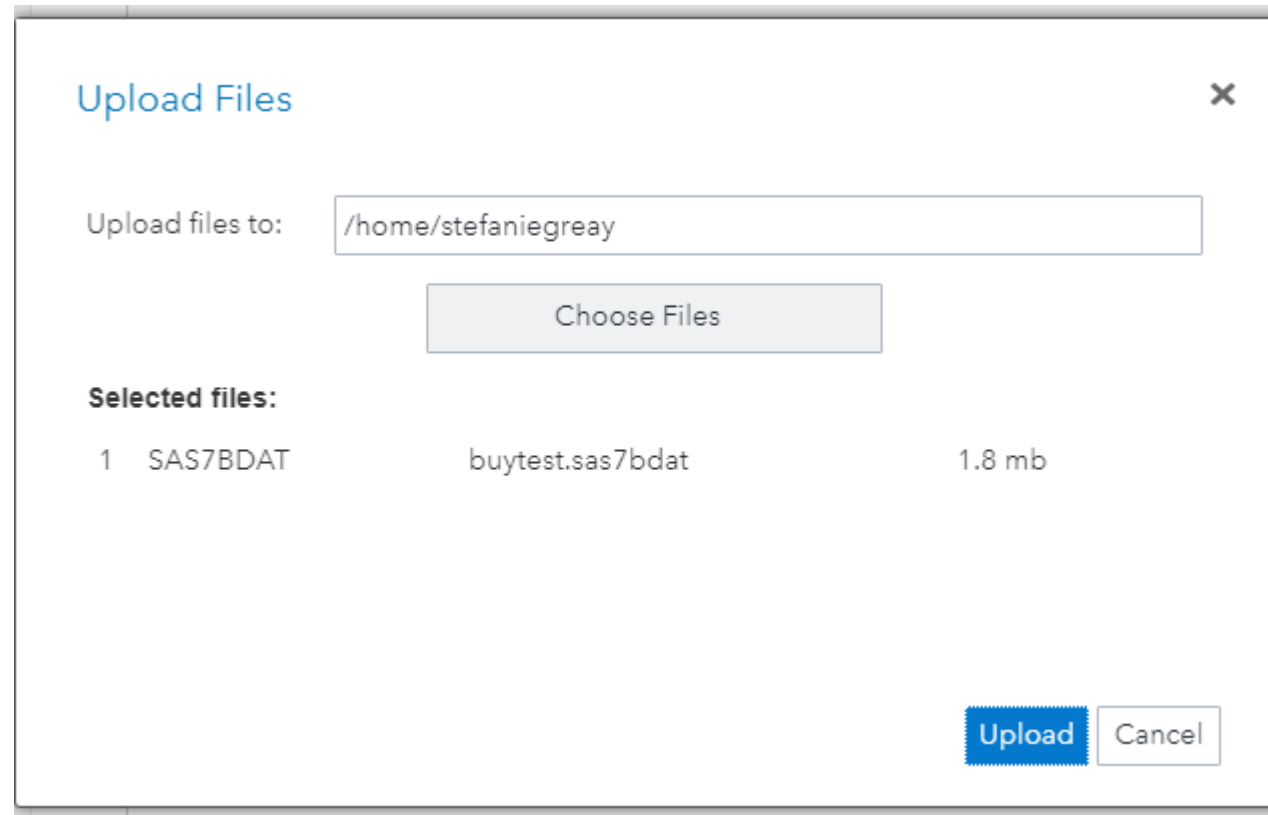 Upload Files
Upload files to: /home/stefaniegreay
Choose Files
Selected files:
1 SAS7BDAT buytest.sas7bdat 1.8 mb
Upload Cancel